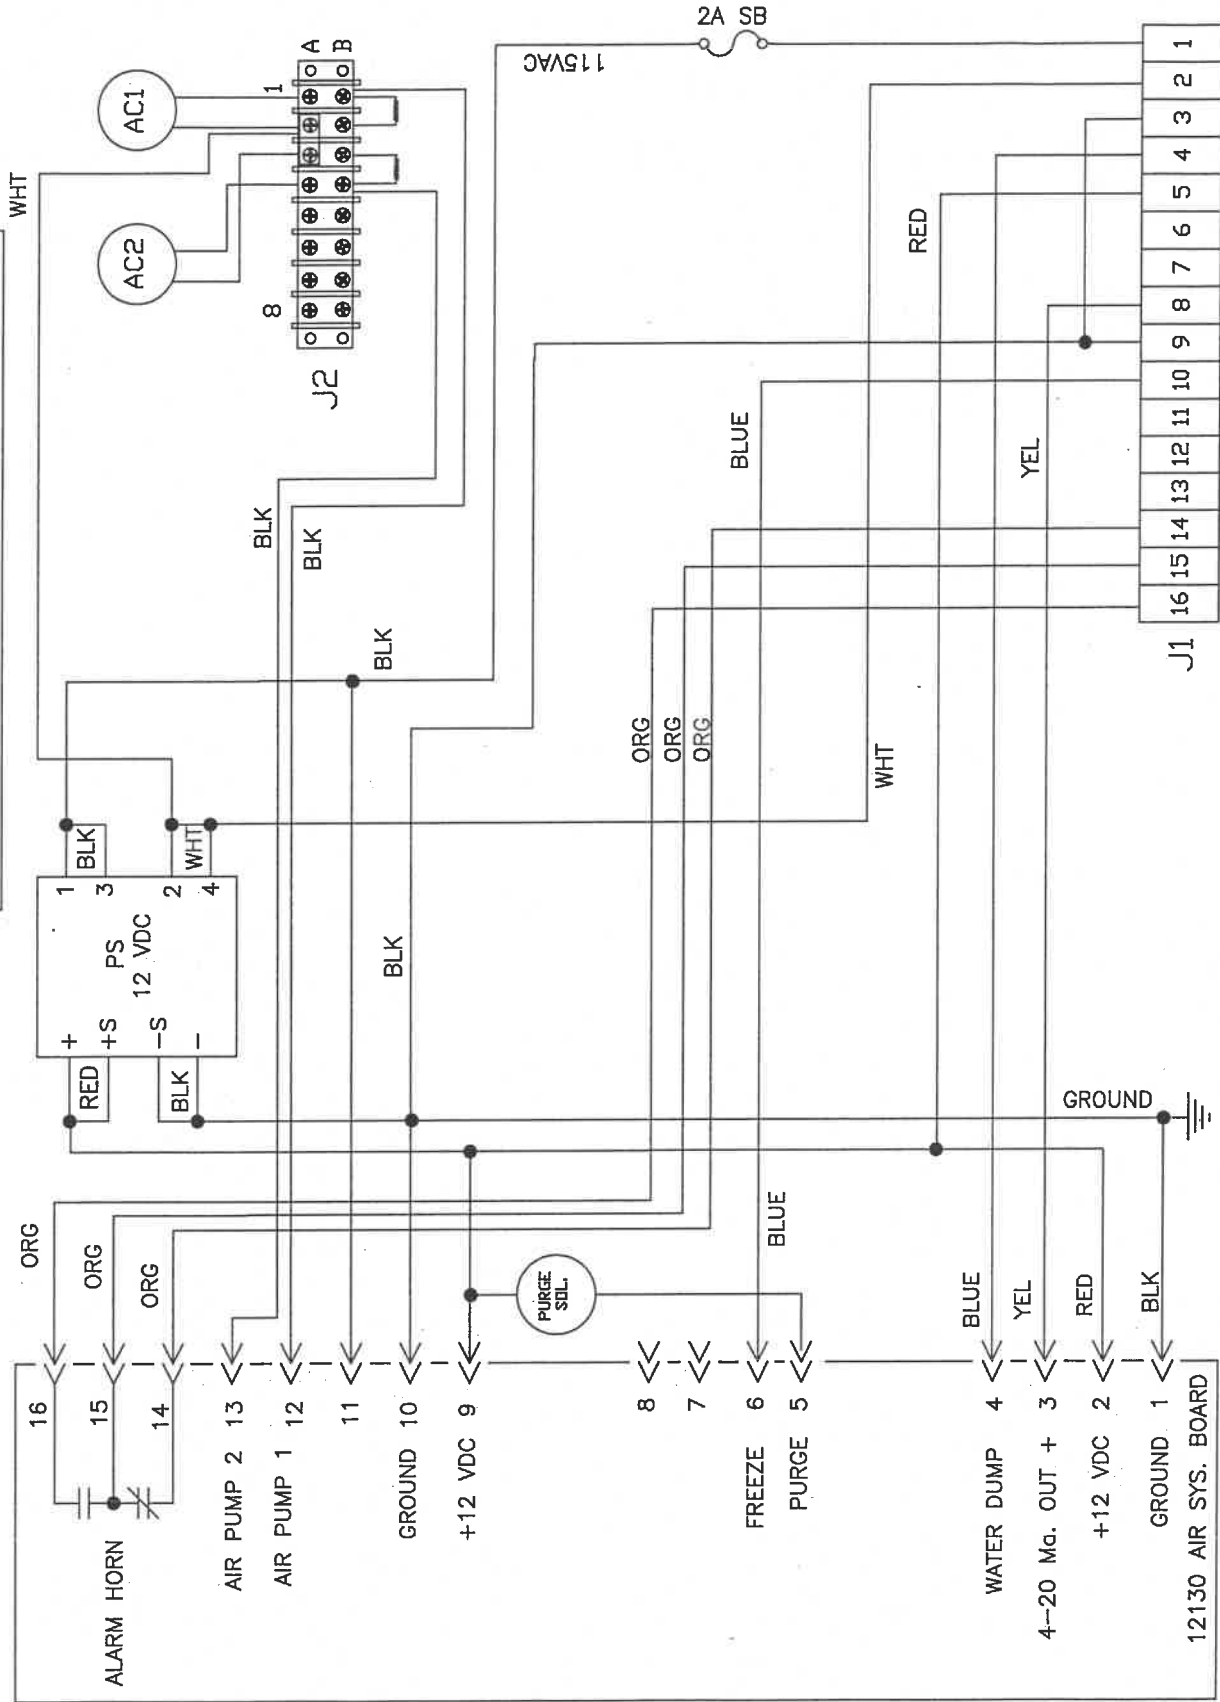 WHT
AC1
AC2
A
B
1
8
J2
2A SB
115VAC
1
2
3
4
5
6
7
8
9
10
11
12
13
14
15
16
J1
RED
BLUE
YEL
BLK
BLK
BLK
ORG
ORG
ORG
WHT
BLK
BLK
WHT
1
3
2
4
PS
12 VDC
+
+S
-S
-
RED
BLK
GROUND
ORG
ORG
ORG
PURGE
SOL.
BLUE
BLUE
YEL
RED
BLK
16
15
14
ALARM HORN
AIR PUMP 2 13
AIR PUMP 1 12
11
GROUND 10
+12 VDC 9
8
7
FREEZE 6
PURGE 5
WATER DUMP 4
4-20 Ma. OUT + 3
+12 VDC 2
GROUND 1
12130 AIR SYS. BOARD